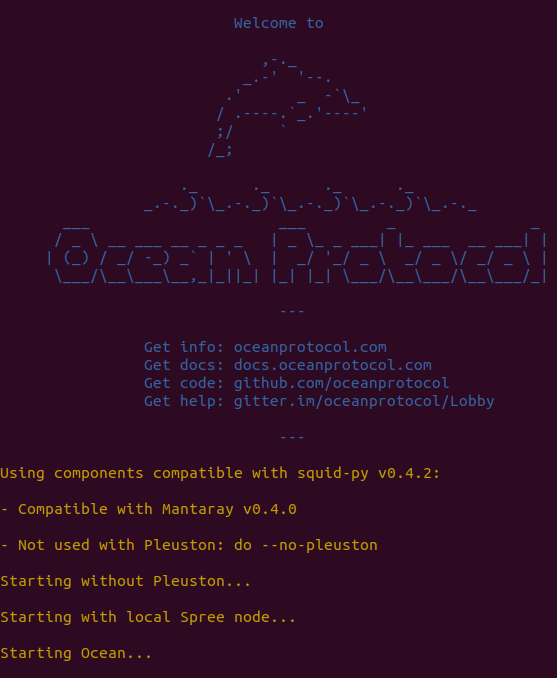 Welcome to
Ocean Protocol
---
Get info: oceanprotocol.com
Get docs: docs.oceanprotocol.com
Get code: github.com/oceanprotocol
Get help: gitter.im/oceanprotocol/Lobby
---
Using components compatible with squid-py v0.4.2:
- Compatible with Mantaray v0.4.0
- Not used with Pleuston: do --no-pleuston
Starting without Pleuston...
Starting with local Spree node...
Starting Ocean...